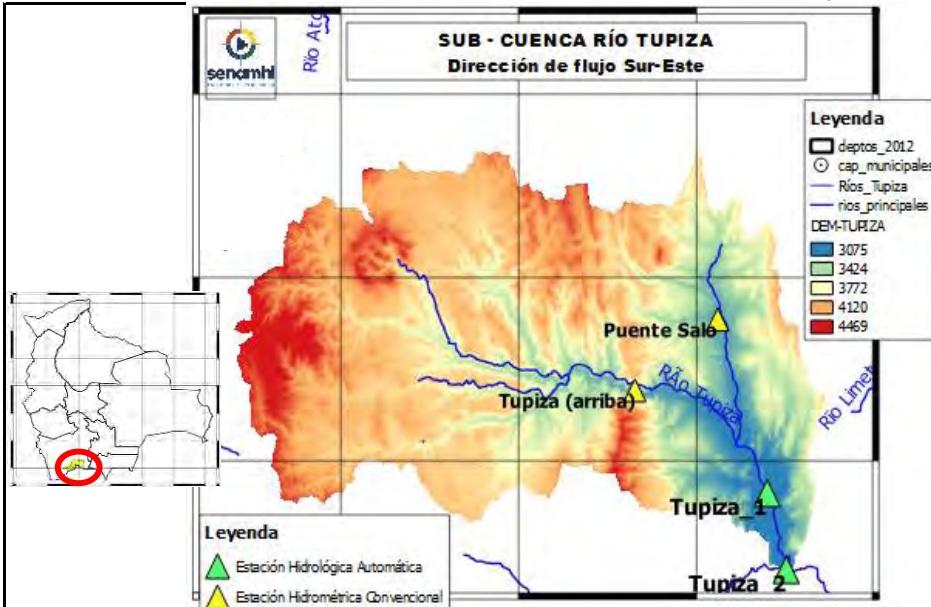 senamhi
Río Ato
SUB - CUENCA RÍO TUPIZA
Dirección de flujo Sur-Este
Leyenda
deptos_2012
cap_municipales
Ríos_Tupiza
rios_principales
DEM-TUPIZA
3075
3424
3772
4120
4469
Puente Salo
Tupiza (arriba)
RÃ­o Tupiza
Río Limet
Tupiza_1
Tupiza_2
Leyenda
Estación Hidrológica Automática
Estación Hidrométrica Convencional